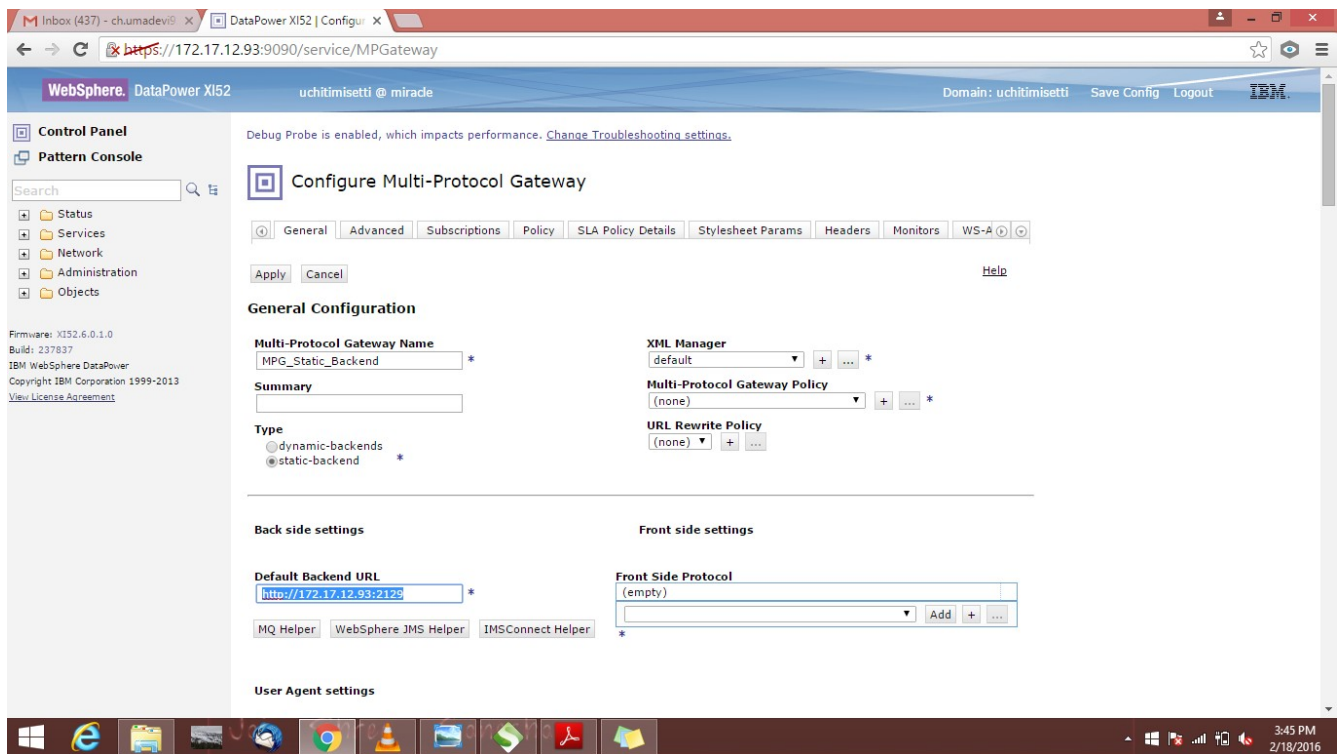 Inbox (437) - ch.umadevi9
DataPower XI52 | Configur
https://172.17.12.93:9090/service/MPGateway
WebSphere. DataPower XI52
uchitimisetti @ miracle
Domain: uchitimisetti
Save Config
Logout
IBM.
Control Panel
Pattern Console
Search
Status
Services
Network
Administration
Objects
Firmware: XI52.6.0.1.0
Build: 237837
IBM WebSphere DataPower
Copyright IBM Corporation 1999-2013
View License Agreement
Debug Probe is enabled, which impacts performance. Change Troubleshooting settings.
Configure Multi-Protocol Gateway
General
Advanced
Subscriptions
Policy
SLA Policy Details
Stylesheet Params
Headers
Monitors
WS-A
Apply
Cancel
Help
General Configuration
Multi-Protocol Gateway Name
MPG_Static_Backend *
Summary
Type
dynamic-backends
static-backend *
XML Manager
default + ... *
Multi-Protocol Gateway Policy
(none) + ... *
URL Rewrite Policy
(none) + ...
Back side settings
Front side settings
Default Backend URL
http://172.17.12.93:2129 *
MQ Helper
WebSphere JMS Helper
IMSConnect Helper
Front Side Protocol
(empty)
Add + ...
*
User Agent settings
3:45 PM
2/18/2016